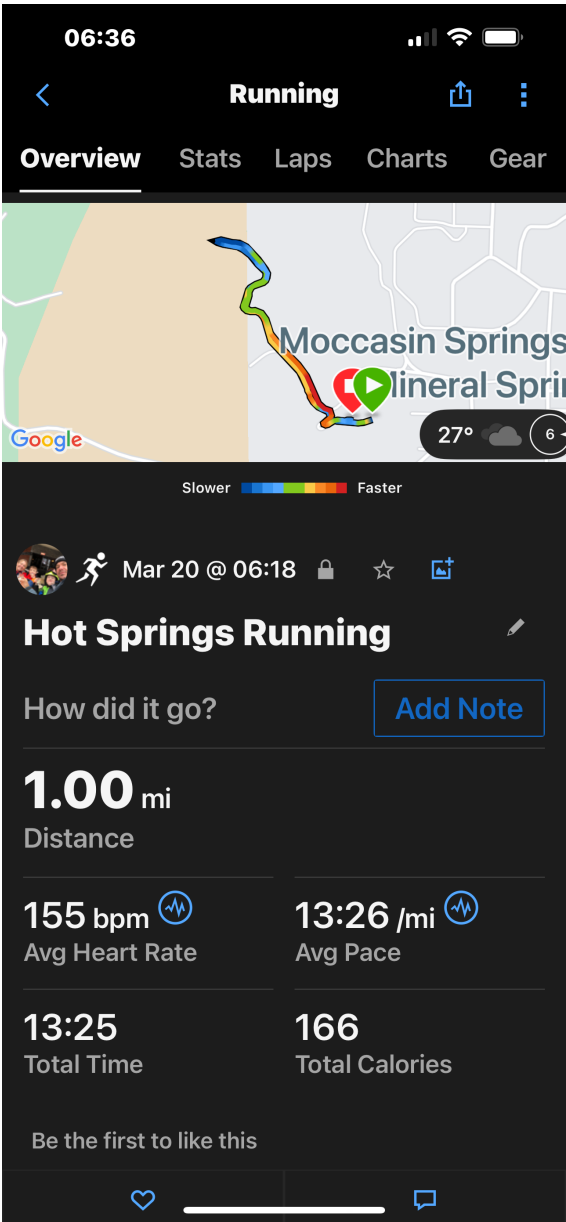 06:36
Running
Overview Stats Laps Charts Gear
Moccasin Springs
Mineral Spri
Google
27° 6
Slower Faster
Mar 20 @ 06:18
Hot Springs Running
How did it go? Add Note
1.00 mi
Distance
155 bpm 13:26 /mi
Avg Heart Rate Avg Pace
13:25 166
Total Time Total Calories
Be the first to like this